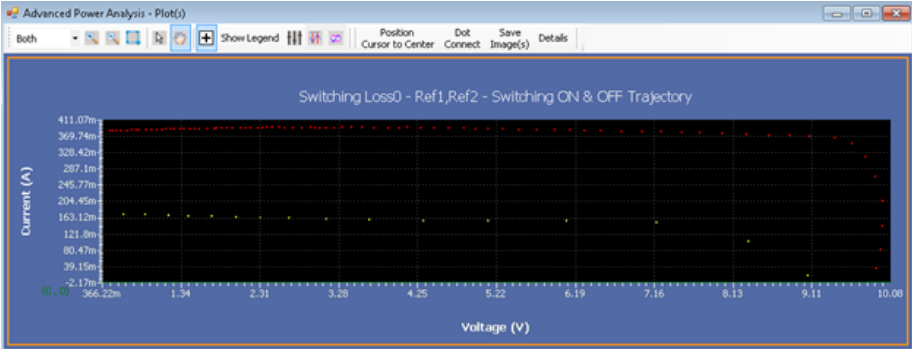 Advanced Power Analysis - Plot(s)
Both Show Legend Position Cursor to Center Dot Connect Save Image(s) Details
Switching Loss0 - Ref1,Ref2 - Switching ON & OFF Trajectory
411.07m
369.74m
328.42m
287.1m
245.77m
204.45m
163.12m
121.8m
80.47m
39.15m
-2.17m
Current (A)
(0, 0) 366.22m 1.34 2.31 3.28 4.25 5.22 6.19 7.16 8.13 9.11 10.08
Voltage (V)